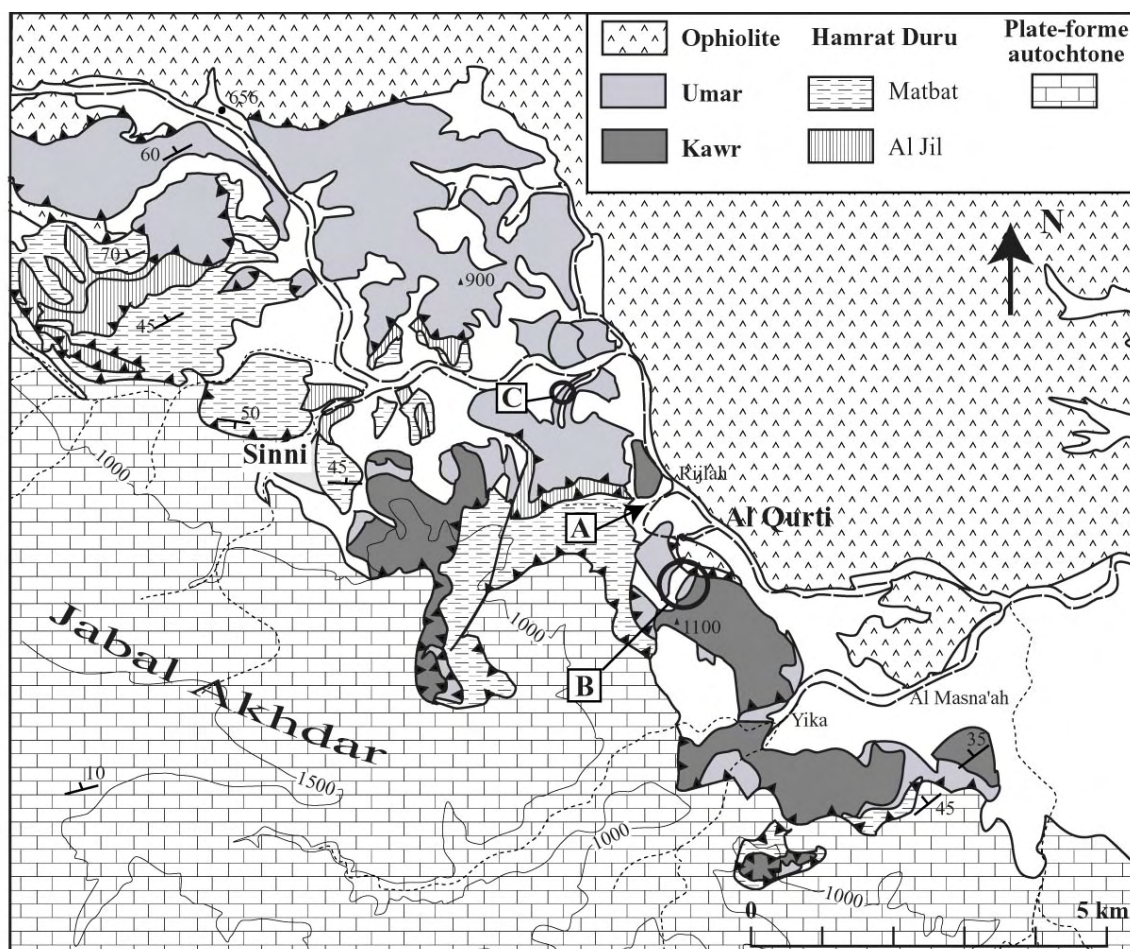 Ophiolite
Umar
Kawr
Hamrat Duru
Matbat
Al Jil
Plate-forme
autochtone
N
656
60
70
900
45
C
50
Sinni
45
1000
Rijlah
A
Al Qurti
1000
1100
B
Jabal Akhdar
Al Masna'ah
Yika
35
10
1500
45
1000
1000
0
5 km